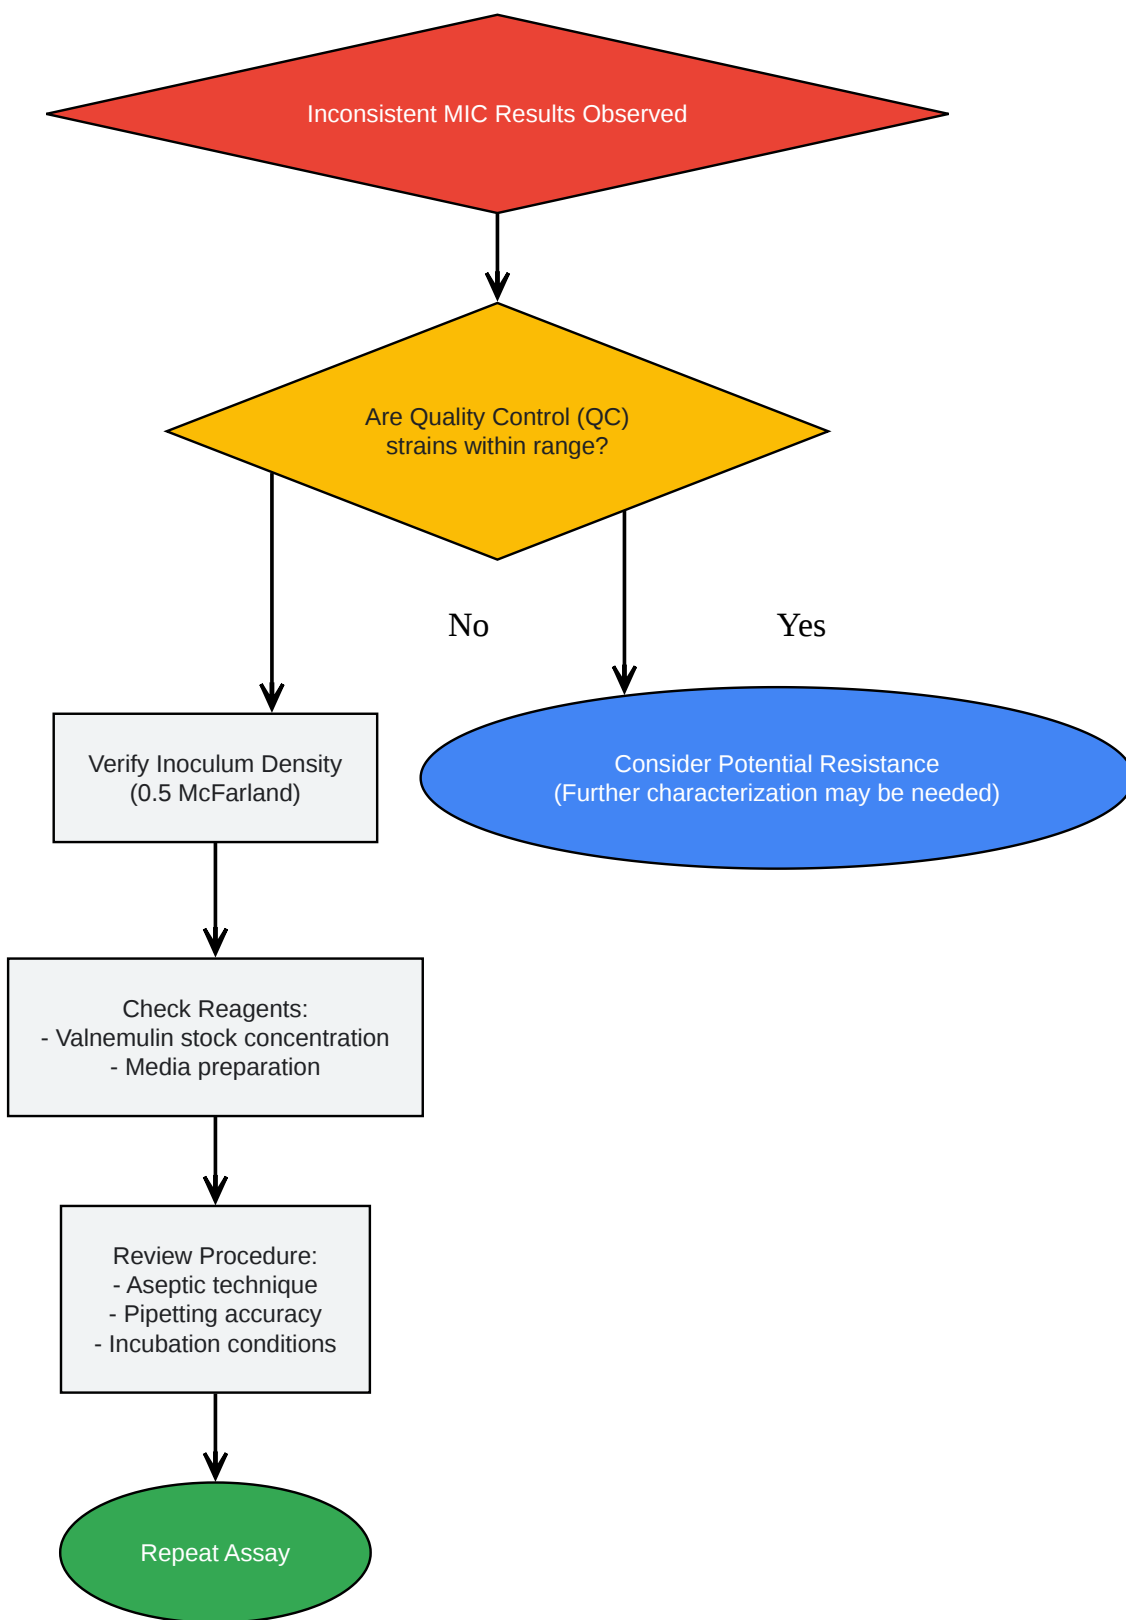 Inconsistent MIC Results Observed
Are Quality Control (QC)
strains within range?
No
Yes
Verify Inoculum Density
(0.5 McFarland)
Consider Potential Resistance
(Further characterization may be needed)
Check Reagents:
- Valnemulin stock concentration
- Media preparation
Review Procedure:
- Aseptic technique
- Pipetting accuracy
- Incubation conditions
Repeat Assay